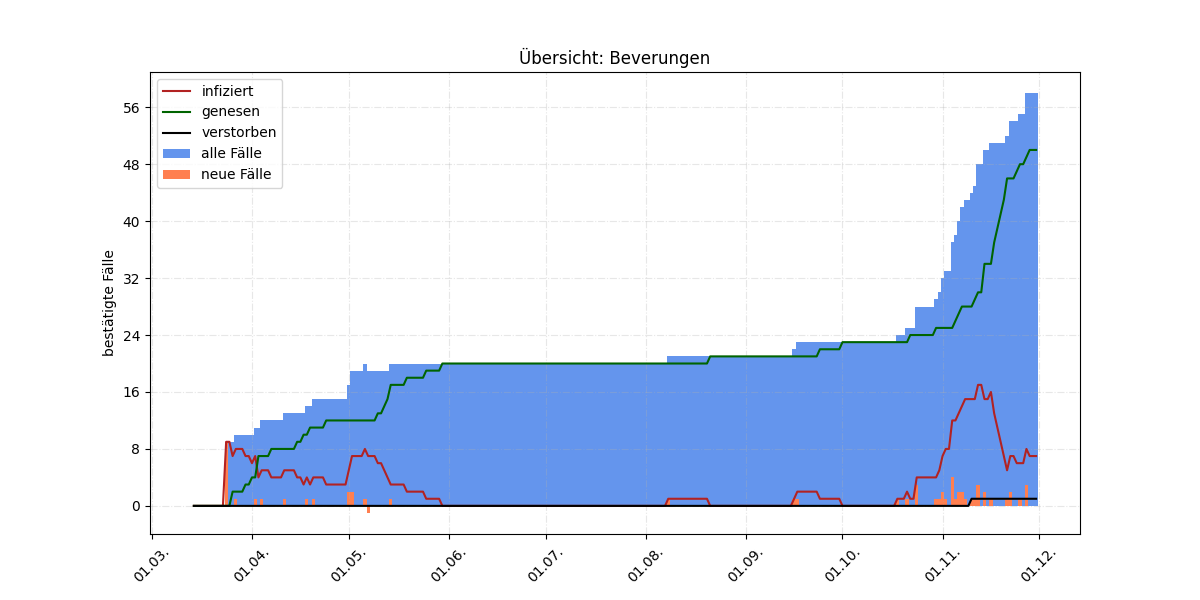 Übersicht: Beverungen
infiziert
genesen
verstorben
alle Fälle
neue Fälle
bestätigte Fälle
56
48
40
32
24
16
8
0
01.03.
01.04.
01.05.
01.06.
01.07.
01.08.
01.09.
01.10.
01.11.
01.12.